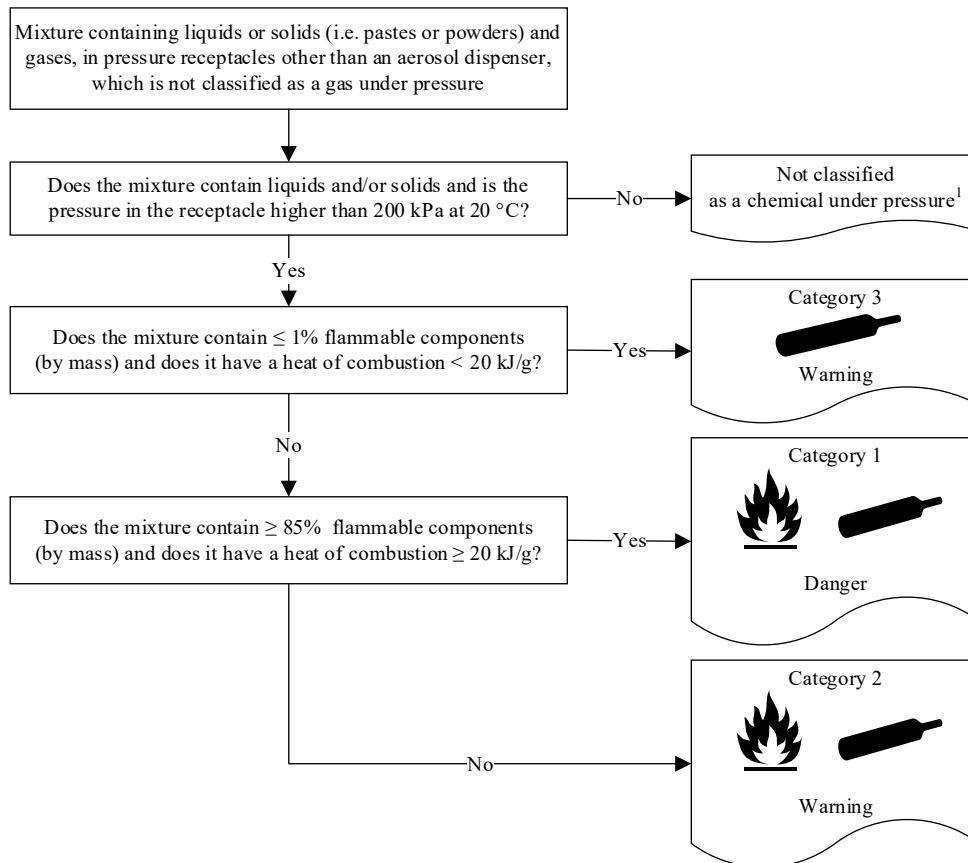 Mixture containing liquids or solids (i.e. pastes or powders) and
gases, in pressure receptacles other than an aerosol dispenser,
which is not classified as a gas under pressure
Does the mixture contain liquids and/or solids and is the
pressure in the receptacle higher than 200 kPa at 20 °C?
No
Not classified
as a chemical under pressure¹
Yes
Does the mixture contain ≤ 1% flammable components
(by mass) and does it have a heat of combustion < 20 kJ/g?
Yes
Category 3
Warning
No
Does the mixture contain ≥ 85% flammable components
(by mass) and does it have a heat of combustion ≥ 20 kJ/g?
Yes
Category 1
Danger
No
Category 2
Warning